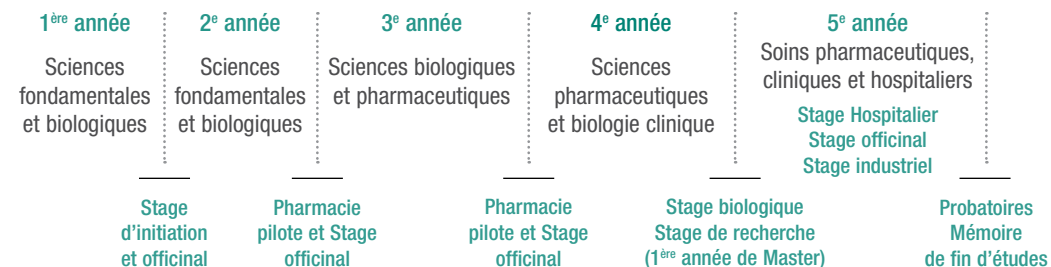 1ère année
Sciences
fondamentales
et biologiques
2e année
Sciences
fondamentales
et biologiques
3e année
Sciences biologiques
et pharmaceutiques
4e année
Sciences
pharmaceutiques
et biologie clinique
5e année
Soins pharmaceutiques,
cliniques et hospitaliers
Stage Hospitalier
Stage officinal
Stage industriel
Stage
d'initiation
et officinal
Pharmacie
pilote et Stage
officinal
Pharmacie
pilote et Stage
officinal
Stage biologique
Stage de recherche
(1ère année de Master)
Probatoires
Mémoire
de fin d'études